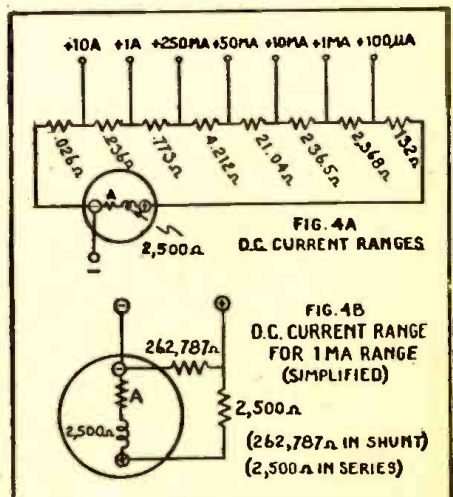 +10A +1A +250MA +50MA +10MA +1MA +100µA
.026Ω .236Ω .773Ω 4.212Ω 21.04Ω 236.5Ω 2,368Ω 132Ω
A
⊖ ⊕
2,500Ω
FIG. 4A
D.C. CURRENT RANGES
⊖ ⊕
FIG. 4B
D.C. CURRENT RANGE
FOR 1 MA RANGE
(SIMPLIFIED)
262,787Ω
⊖
A
2,500Ω
2,500Ω
⊕
(262,787Ω IN SHUNT)
(2,500Ω IN SERIES)